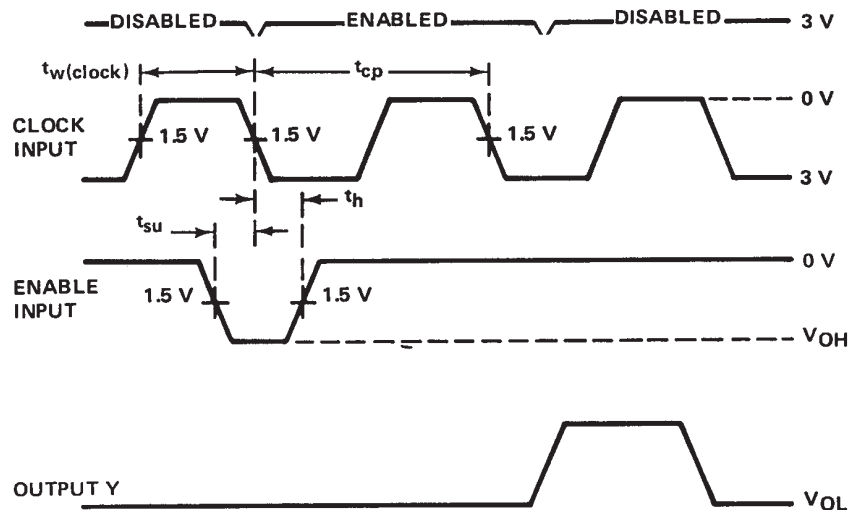 DISABLED ENABLED DISABLED 3 V
tw(clock) tcp
0 V
CLOCK INPUT
1.5 V 1.5 V 1.5 V
3 V
th
tsu
0 V
ENABLE INPUT
1.5 V 1.5 V
VOH
OUTPUT Y
VOL